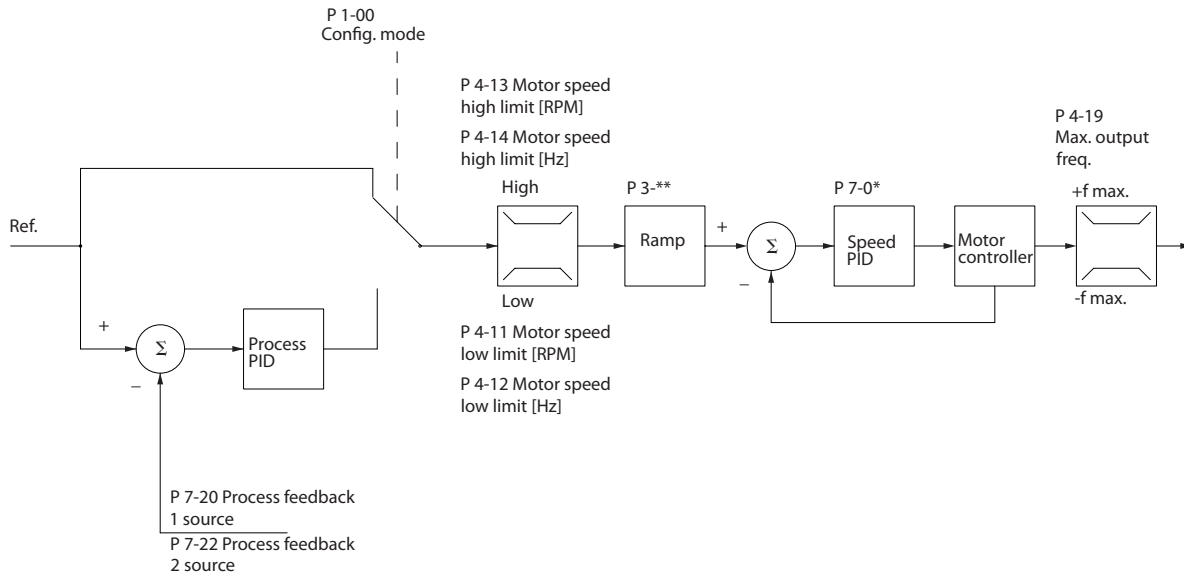 P 1-00
Config. mode
P 4-13 Motor speed
high limit [RPM]
P 4-14 Motor speed
high limit [Hz]
P 4-19
Max. output
freq.
High
P 3-**
P 7-0*
+f max.
Ref.
Ramp
+
Σ
Speed
PID
Motor
controller
–
Low
-f max.
+
Σ
Process
PID
–
P 4-11 Motor speed
low limit [RPM]
P 4-12 Motor speed
low limit [Hz]
P 7-20 Process feedback
1 source
P 7-22 Process feedback
2 source